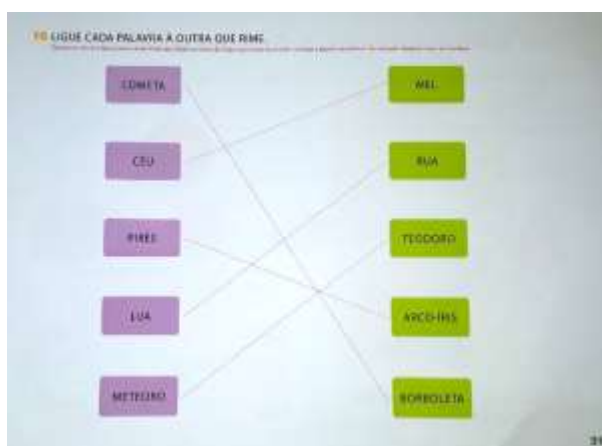 10 LIGUE CADA PALAVRA À OUTRA QUE RIME.
COMETA MEL
CÉU RUA
PIRES TEODORO
LUA ARCO-ÍRIS
METEORO BORBOLETA
31